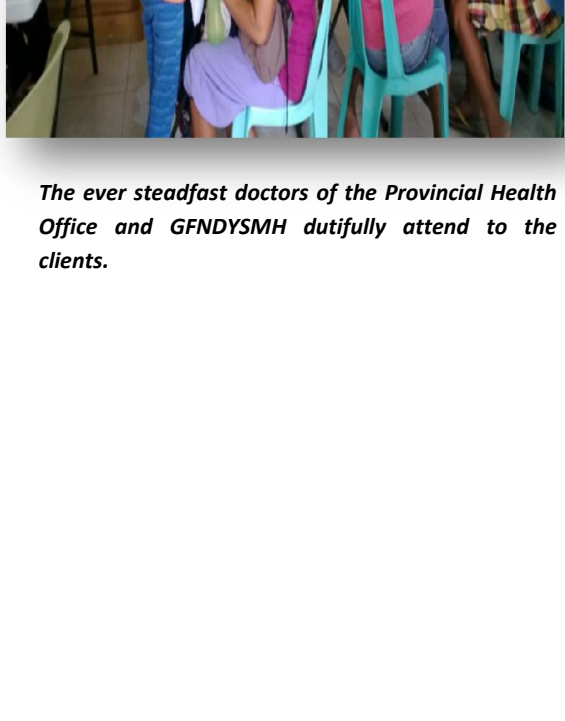 The ever steadfast doctors of the Provincial Health
Office and GFNDYSMH dutifully attend to the
clients.